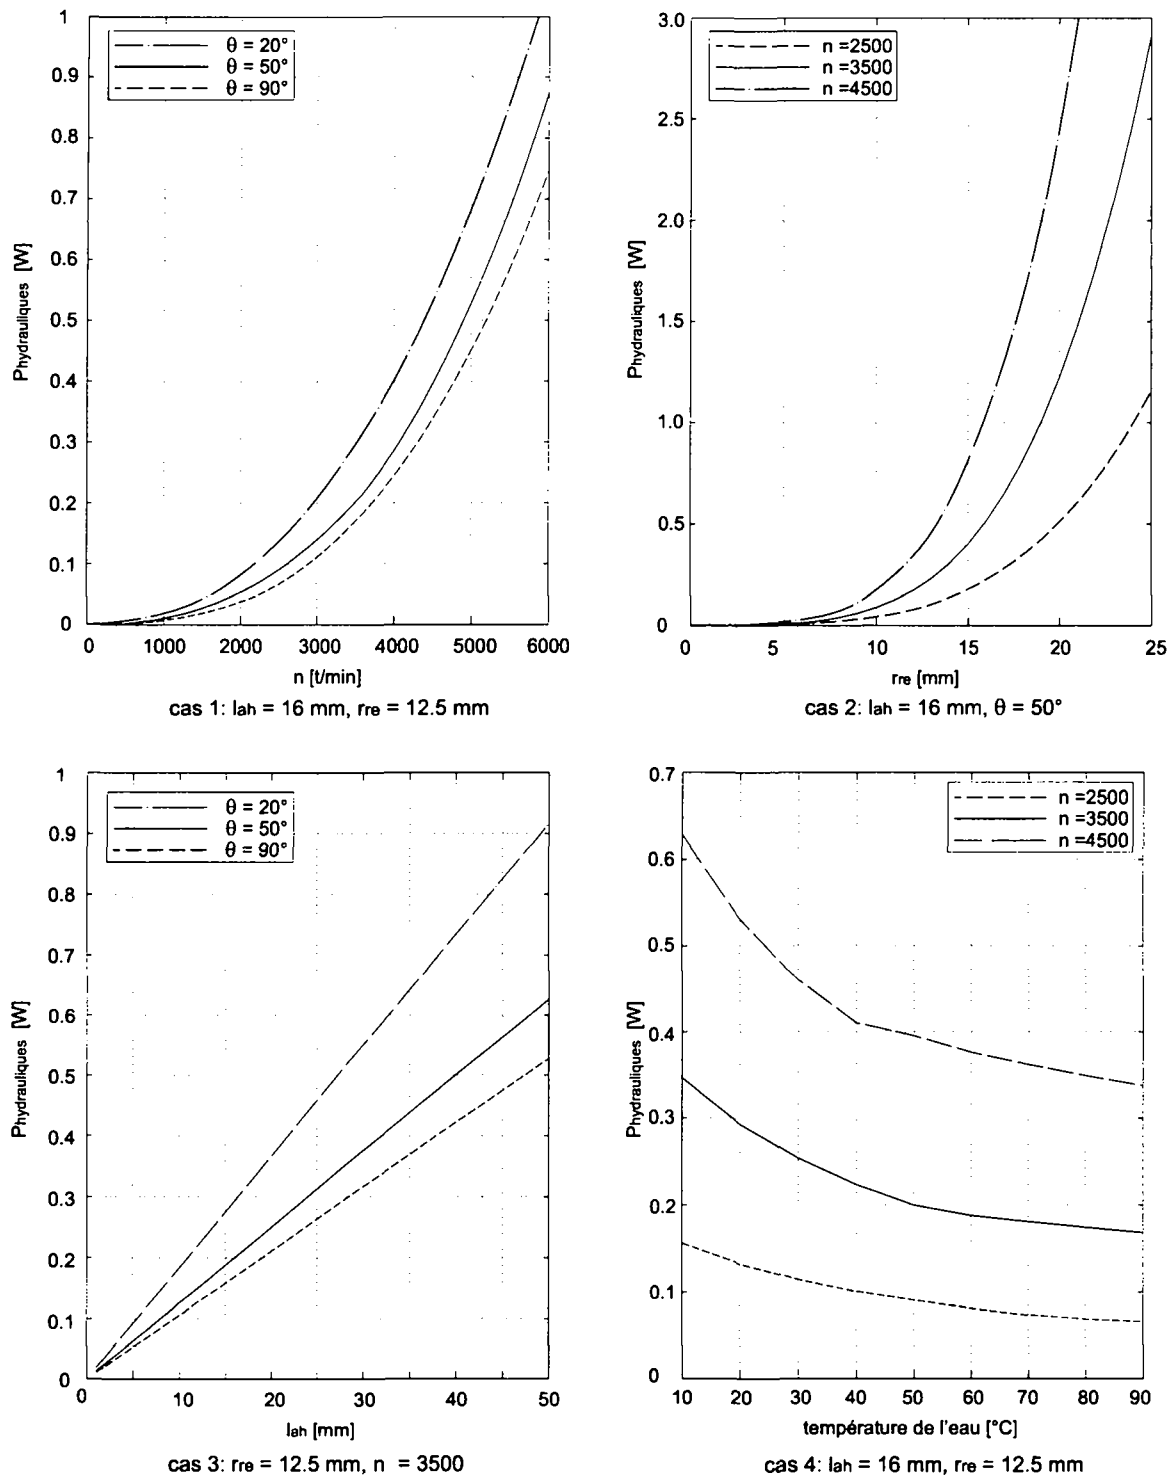 1
0.9
0.8
0.7
0.6
0.5
0.4
0.3
0.2
0.1
0
Phydrauliques [W]
θ = 20°
θ = 50°
θ = 90°
0 1000 2000 3000 4000 5000 6000
n [t/min]
cas 1: lah = 16 mm, rre = 12.5 mm
3.0
2.5
2.0
1.5
1.0
0.5
0
Phydrauliques [W]
n =2500
n =3500
n =4500
0 5 10 15 20 25
rre [mm]
cas 2: lah = 16 mm, θ = 50°
1
0.9
0.8
0.7
0.6
0.5
0.4
0.3
0.2
0.1
0
Phydrauliques [W]
θ = 20°
θ = 50°
θ = 90°
0 10 20 30 40 50
lah [mm]
cas 3: rre = 12.5 mm, n = 3500
0.7
0.6
0.5
0.4
0.3
0.2
0.1
0
Phydrauliques [W]
n =2500
n =3500
n =4500
10 20 30 40 50 60 70 80 90
température de l'eau [°C]
cas 4: lah = 16 mm, rre = 12.5 mm